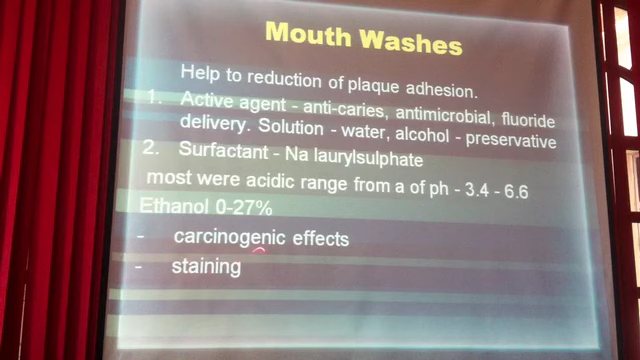 Mouth Washes
Help to reduction of plaque adhesion.
1. Active agent - anti-caries, antimicrobial, fluoride
delivery. Solution - water, alcohol - preservative
2. Surfactant - Na laurylsulphate
most were acidic range from a of ph - 3.4 - 6.6
Ethanol 0-27%
- carcinogenic effects
- staining